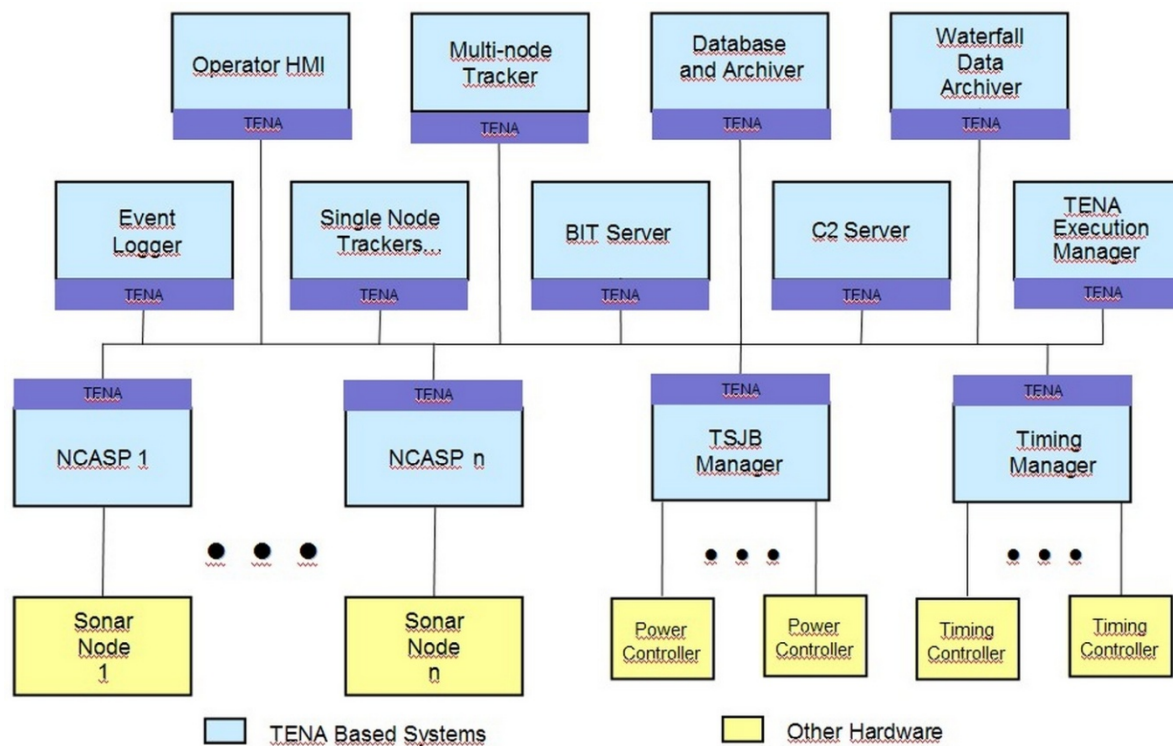 Operator HMI
TENA
Multi-node
Tracker
TENA
Database
and Archiver
TENA
Waterfall
Data
Archiver
TENA
Event
Logger
TENA
Single Node
Trackers...
TENA
BIT Server
TENA
C2 Server
TENA
TENA
Execution
Manager
TENA
TENA
NCASP 1
TENA
NCASP n
TENA
TSJB
Manager
TENA
Timing
Manager
Sonar
Node
1
Sonar
Node
n
Power
Controller
Power
Controller
Timing
Controller
Timing
Controller
TENA Based Systems
Other Hardware